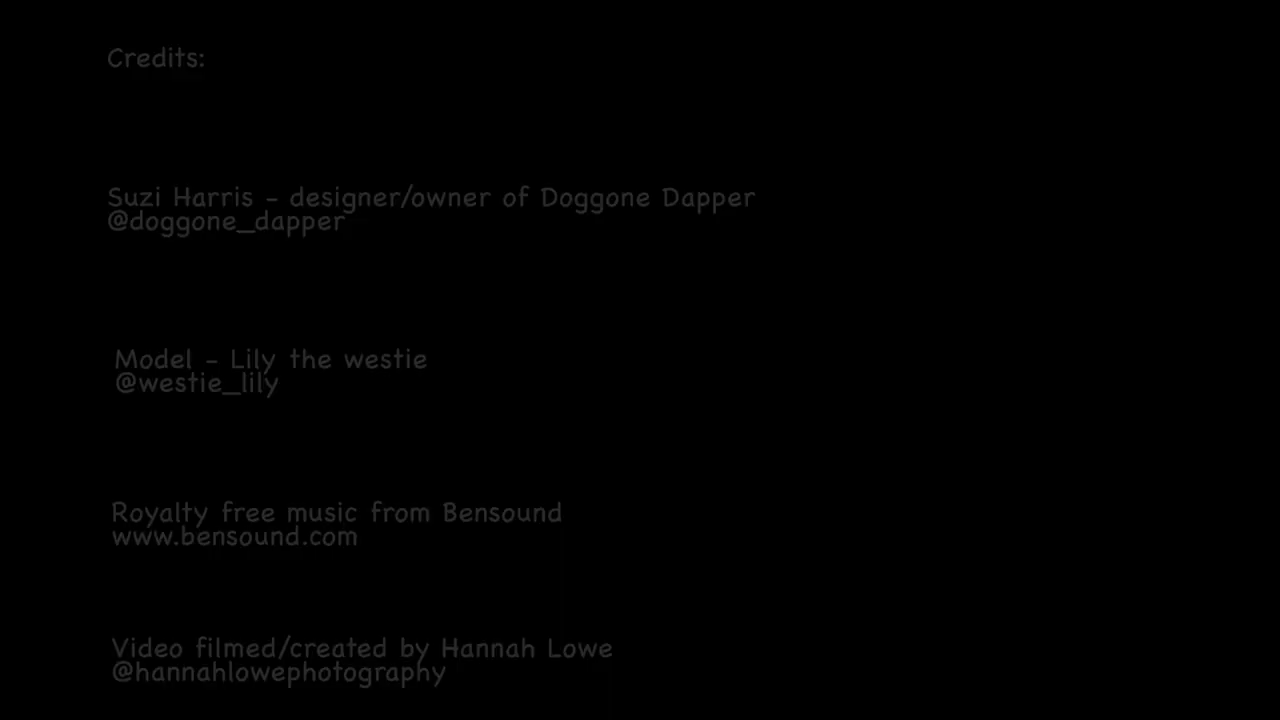 Credits:
Suzi Harris - designer/owner of Doggone Dapper
@doggone_dapper
Model - Lily the westie
@westie_lily
Royalty free music from Bensound
www.bensound.com
Video filmed/created by Hannah Lowe
@hannahlowephotography